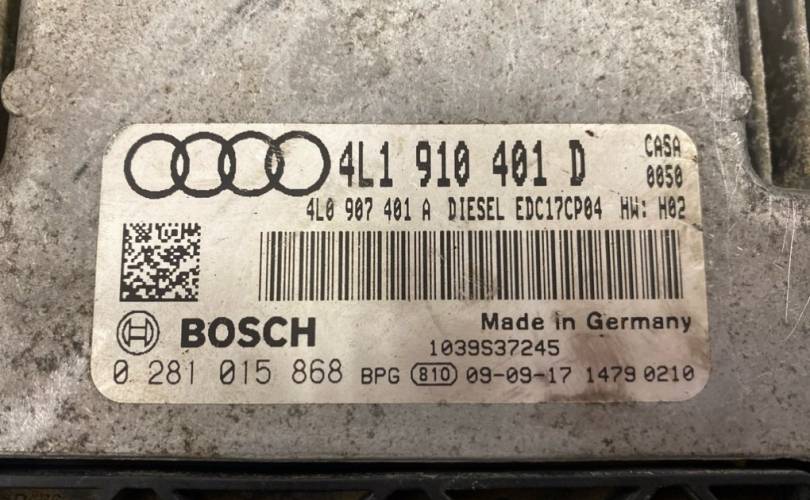 4L1 910 401 D
CASA
0050
4L0 907 401 A DIESEL EDC17CP04 HW: H02
BOSCH
Made in Germany
1039S37245
0 281 015 868 BPG 810 09-09-17 1479 0210